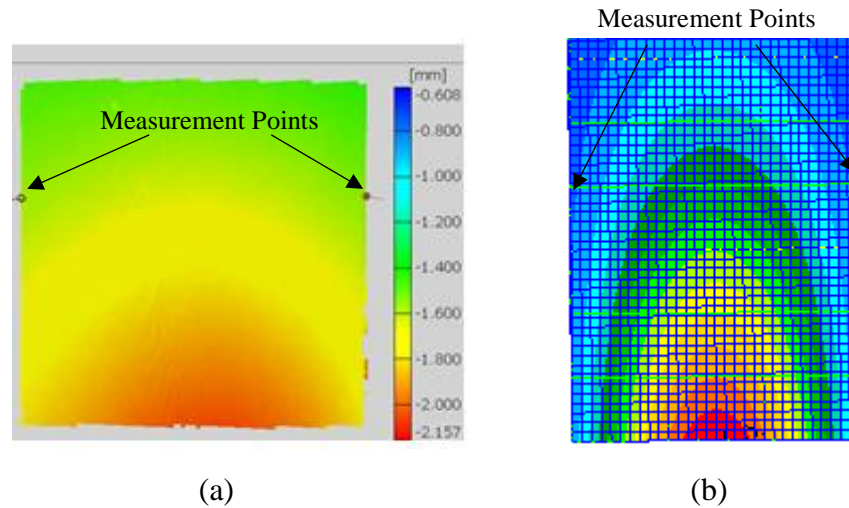 Measurement Points
[mm]
-0.608
-0.800
Measurement Points
-1.000
-1.200
-1.400
-1.600
-1.800
-2.000
-2.157
(a)
(b)